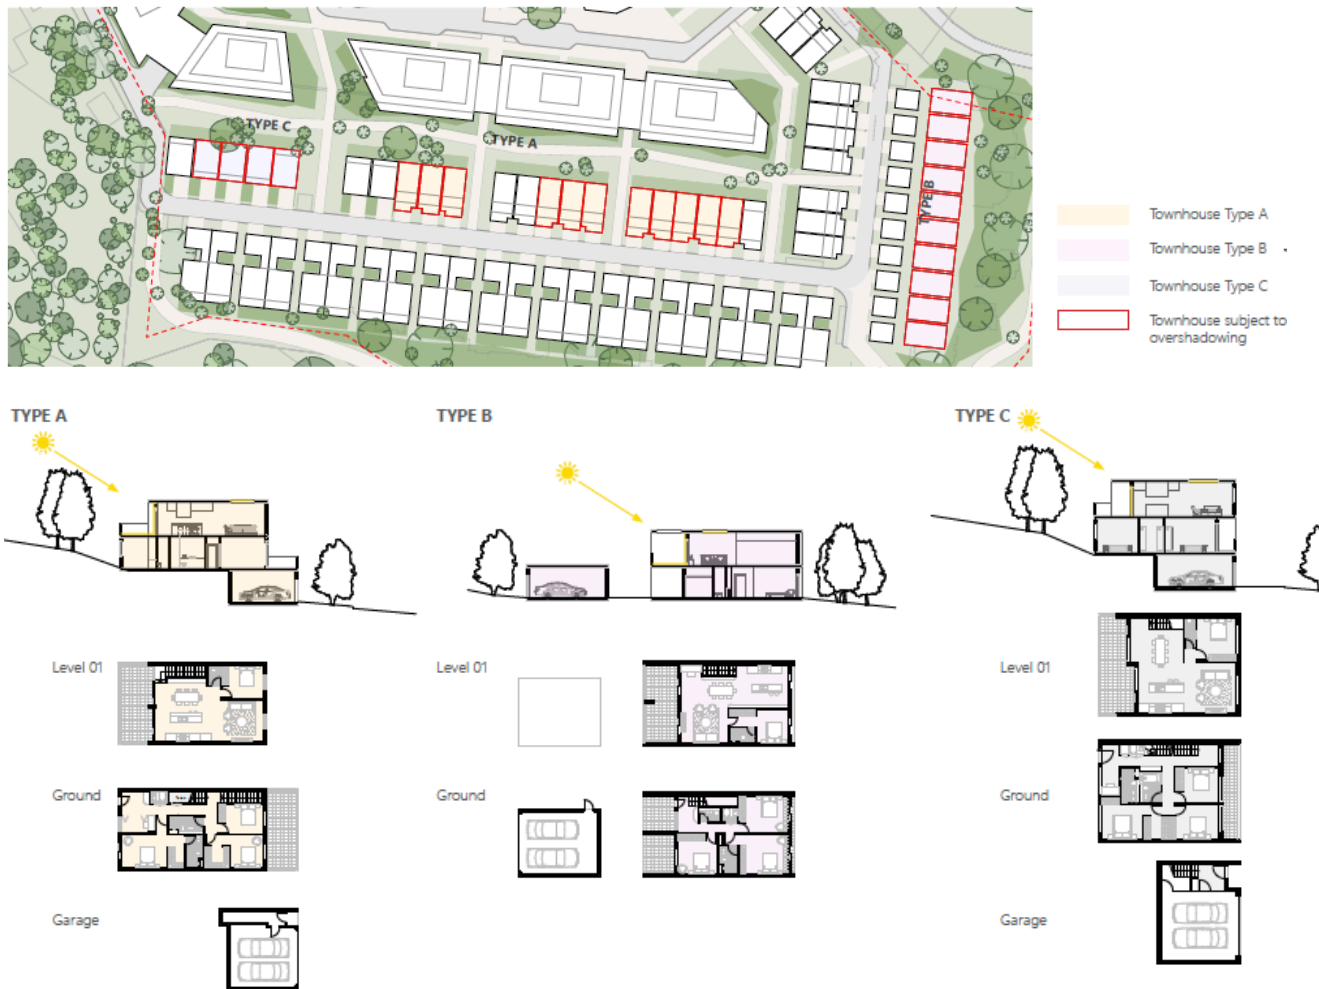 TYPE C
TYPE A
TYPE B
Townhouse Type A
Townhouse Type B
Townhouse Type C
Townhouse subject to
overshadowing
TYPE A
TYPE B
TYPE C
Level 01
Level 01
Level 01
Ground
Ground
Ground
Garage
Garage